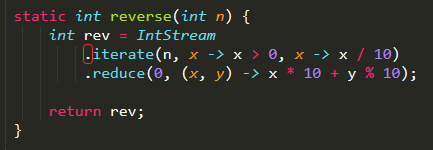 static int reverse(int n) {
    int rev = IntStream
        .iterate(n, x -> x > 0, x -> x / 10)
        .reduce(0, (x, y) -> x * 10 + y % 10);

    return rev;
}